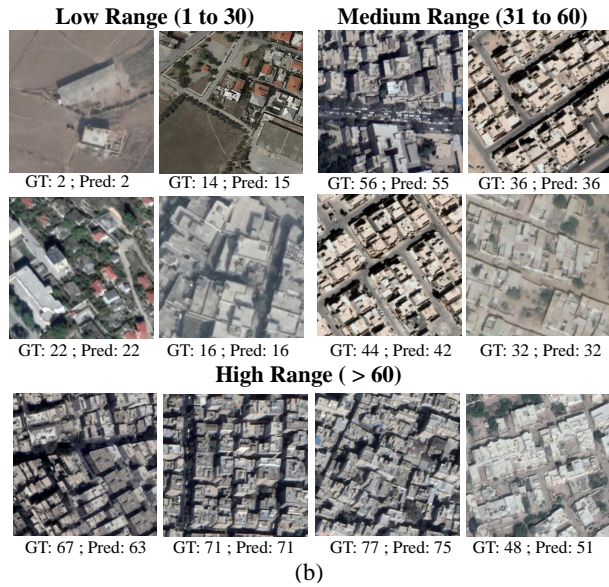 Low Range (1 to 30) Medium Range (31 to 60)
GT: 2 ; Pred: 2 GT: 14 ; Pred: 15 GT: 56 ; Pred: 55 GT: 36 ; Pred: 36
GT: 22 ; Pred: 22 GT: 16 ; Pred: 16 GT: 44 ; Pred: 42 GT: 32 ; Pred: 32
High Range ( > 60)
GT: 67 ; Pred: 63 GT: 71 ; Pred: 71 GT: 77 ; Pred: 75 GT: 48 ; Pred: 51
(b)